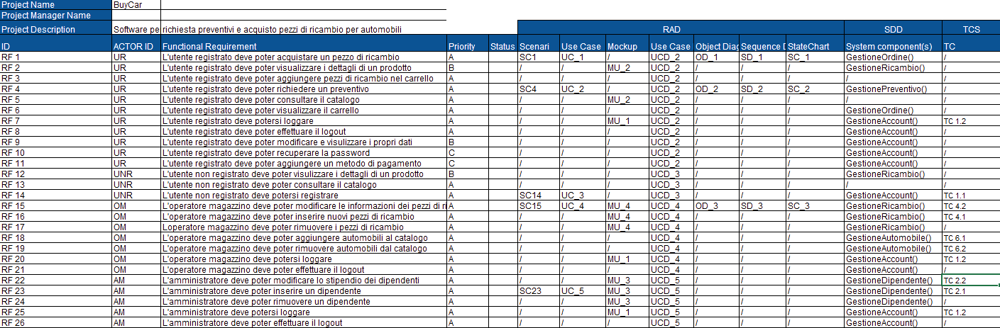 Project Name BuyCar
Project Manager Name
Project Description Software pe richiesta preventivi e acquisto pezzi di ricambio per automobili RAD SDD TCS
ID ACTOR ID Functional Requirement Priority Status Scenari Use Case Mockup Use Case Object Diag Sequence D StateChart System component(s) TC
RF 1 UR L'utente registrato deve poter acquistare un pezzo di ricambio A SC1 UC_1 / UCD_2 OD_1 SD_1 SC_1 GestioneOrdine() /
RF 2 UR L'utente registrato deve poter visualizzare i dettagli di un prodotto B / / MU_2 UCD_2 / / / GestioneRicambio() /
RF 3 UR L'utente registrato deve poter aggiungere pezzi di ricambio nel carrello A / / / UCD_2 / / / / /
RF 4 UR L'utente registrato deve poter richiedere un preventivo A SC4 UC_2 / UCD_2 OD_2 SD_2 SC_2 GestionePreventivo() /
RF 5 UR L'utente registrato deve poter consultare il catalogo A / / MU_2 UCD_2 / / / / /
RF 6 UR L'utente registrato deve poter visualizzare il carrello A / / / UCD_2 / / / GestioneOrdine() /
RF 7 UR L'utente registrato deve potersi loggare A / / MU_1 UCD_2 / / / GestioneAccount() TC 1.2
RF 8 UR L'utente registrato deve poter effettuare il logout A / / / UCD_2 / / / GestioneAccount() /
RF 9 UR L'utente registrato deve poter modificare e visulizzare i propri dati B / / / UCD_2 / / / GestioneAccount() /
RF 10 UR L'utente registrato deve poter recuperare la password C / / / UCD_2 / / / GestioneAccount() /
RF 11 UR L'utente registrato deve poter aggiungere un metodo di pagamento C / / / UCD_2 / / / GestioneAccount() /
RF 12 UNR L'utente non registrato deve poter visulizzare i dettagli di un prodotto B / / / UCD_3 / / / GestioneRicambio() /
RF 13 UNR L'utente non registrato deve poter consultare il catalogo A / / / UCD_3 / / / / /
RF 14 UNR L'utente non registrato deve potersi registrare A SC14 UC_3 / UCD_3 / / / GestioneAccount() TC 1.1
RF 15 OM L'operatore magazzino deve poter modificare le informazioni dei pezzi di ri A SC15 UC_4 MU_4 UCD_4 OD_3 SD_3 SC_3 GestioneRicambio() TC 4.2
RF 16 OM L'operatore magazzino deve poter inserire nuovi pezzi di ricambio A / / MU_4 UCD_4 / / / GestioneRicambio() TC 4.1
RF 17 OM Loperatore magazzino deve poter rimuovere i pezzi di ricambio A / / MU_4 UCD_4 / / / GestioneRicambio() /
RF 18 OM L'operatore magazzino deve poter aggiungere automobili al catalogo A / / / UCD_4 / / / GestioneAutomobile() TC 6.1
RF 19 OM L'operatore magazzino deve poter rimuovere automobili dal catalogo A / / / UCD_4 / / / GestioneAutomobile() TC 6.2
RF 20 OM L'operatore magazzino deve potersi loggare A / / MU_1 UCD_4 / / / GestioneAccount() TC 1.2
RF 21 OM L'operatore magazzino deve poter effettuare il logout A / / / UCD_4 / / / GestioneAccount() /
RF 22 AM L'amministratore deve poter modificare lo stipendio dei dipendenti A / / MU_3 UCD_5 / / / GestioneDipendente() TC 2.2
RF 23 AM L'amministratore deve poter inserire un dipendente A SC23 UC_5 MU_3 UCD_5 / / / GestioneDipendente() TC 2.1
RF 24 AM L'amministratore deve poter rimuovere un dipendente A / / MU_3 UCD_5 / / / GestioneDipendente() /
RF 25 AM L'amministratore deve potersi loggare A / / MU_1 UCD_5 / / / GestioneAccount() TC 1.2
RF 26 AM L'amministratore deve poter effettuare il logout A / / / UCD_5 / / / GestioneAccount() /